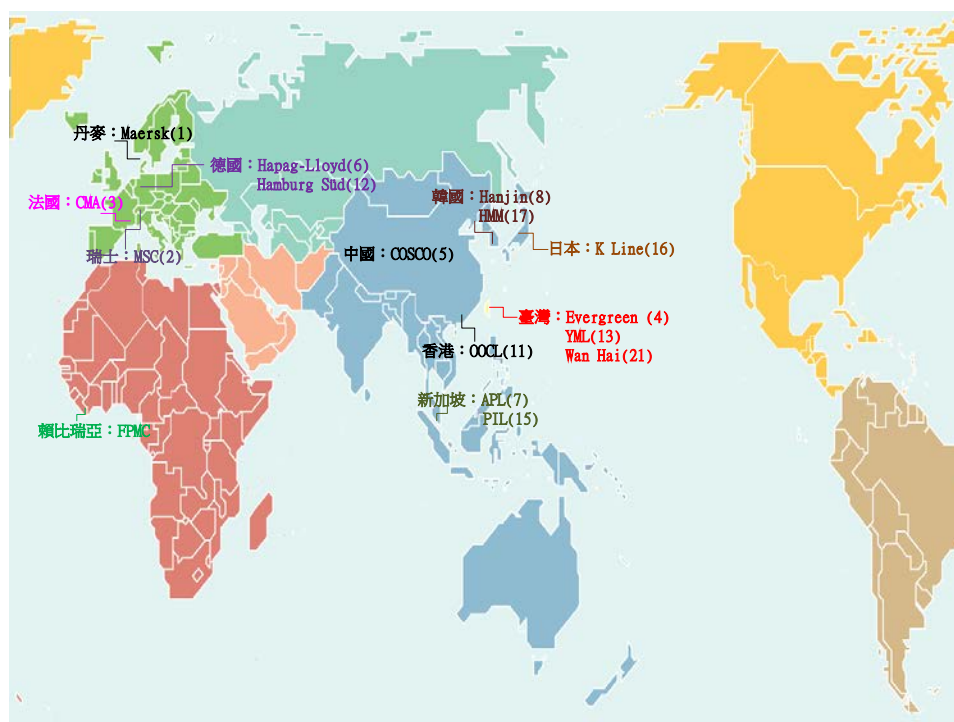 丹麥：Maersk(1)
德國：Hapag-Lloyd(6)
Hamburg Süd(12)
法國：CMA(3)
瑞士：MSC(2)
韓國：Hanjin(8)
HMM(17)
日本：K Line(16)
中國：COSCO(5)
臺灣：Evergreen (4)
YML(13)
Wan Hai(21)
香港：OOCL(11)
新加坡：APL(7)
PIL(15)
賴比瑞亞：FPMC